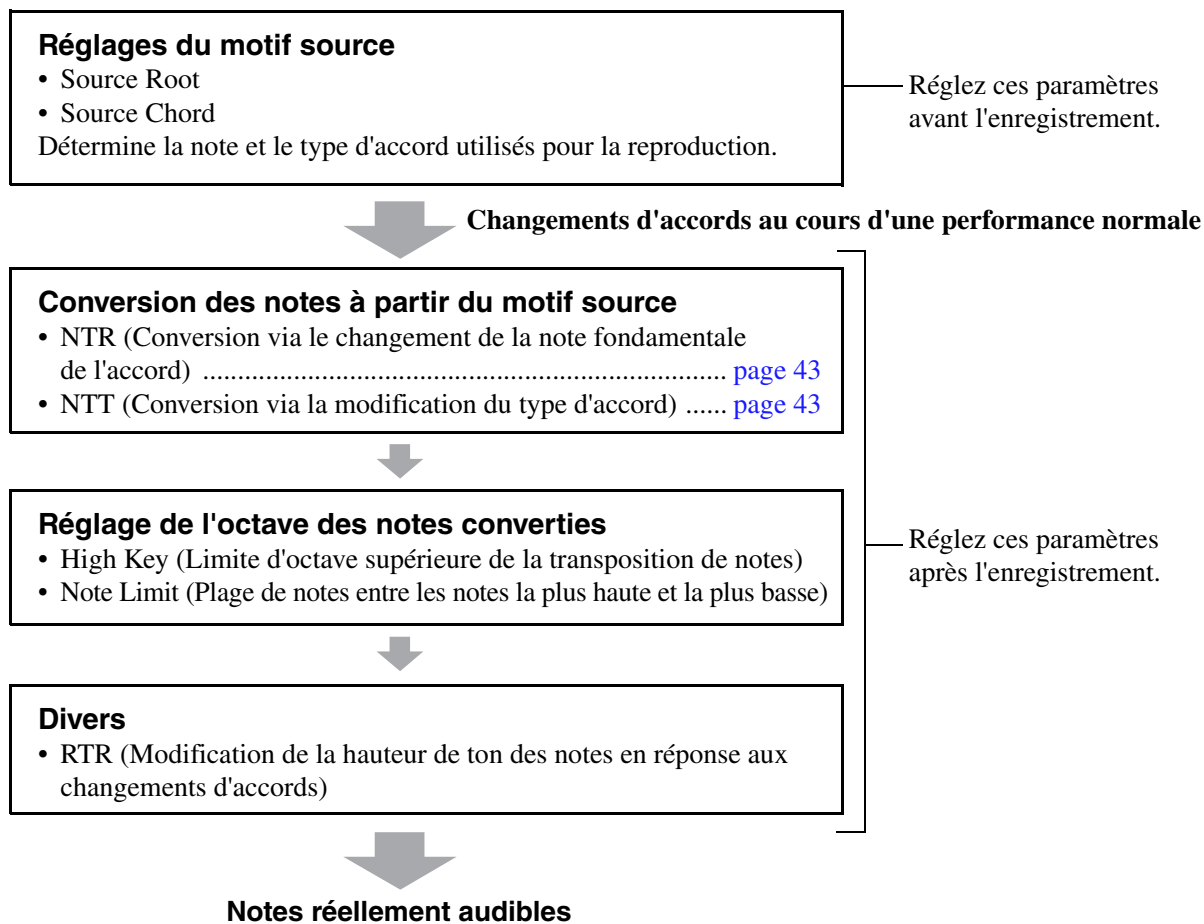 Réglages du motif source
• Source Root
• Source Chord
Détermine la note et le type d'accord utilisés pour la reproduction.
Réglez ces paramètres
avant l'enregistrement.
Changements d'accords au cours d'une performance normale
Conversion des notes à partir du motif source
• NTR (Conversion via le changement de la note fondamentale
de l'accord) ........................................................................... page 43
• NTT (Conversion via la modification du type d'accord) ...... page 43
Réglage de l'octave des notes converties
• High Key (Limite d'octave supérieure de la transposition de notes)
• Note Limit (Plage de notes entre les notes la plus haute et la plus basse)
Réglez ces paramètres
après l'enregistrement.
Divers
• RTR (Modification de la hauteur de ton des notes en réponse aux
changements d'accords)
Notes réellement audibles